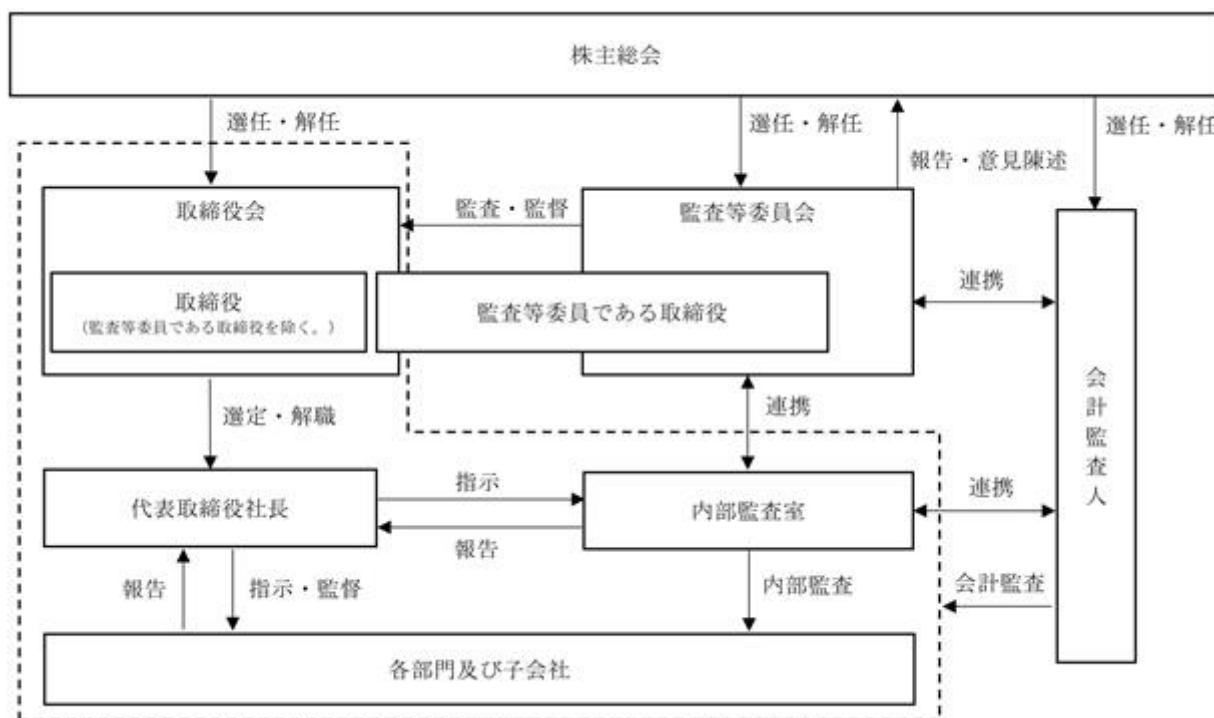 株主総会
選任・解任
選任・解任
選任・解任
報告・意見陳述
取締役会
監査・監督
監査等委員会
取締役
(監査等委員である取締役を除く。)
監査等委員である取締役
連携
会計監査人
選定・解職
連携
代表取締役社長
指示
報告
内部監査室
連携
報告
指示・監督
内部監査
会計監査
各部門及び子会社